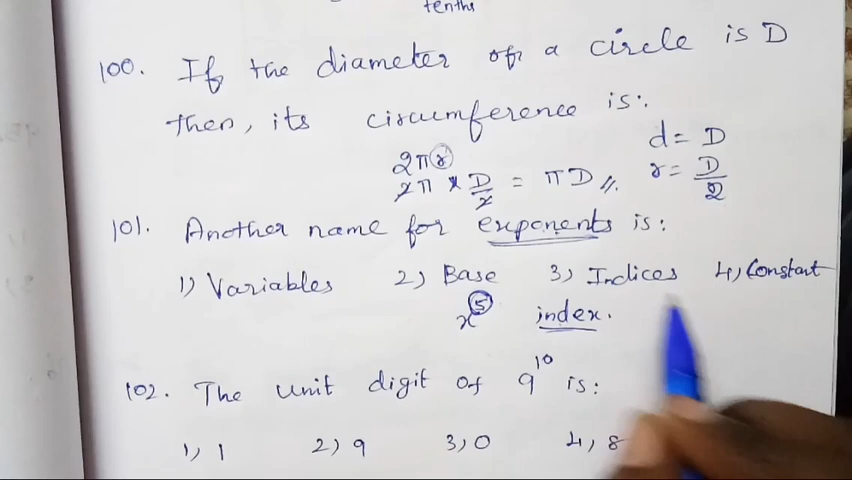 tenths
100. If the diameter of a circle is D
then, its circumference is:.
d = D
2πr
2π × D/2 = πD //.
r = D/2
101. Another name for exponents is:
1) Variables 2) Base 3) Indices 4) Constant
x⁵ index.
102. The unit digit of 9¹⁰ is:
1) 1 2) 9 3) 0 4) 8